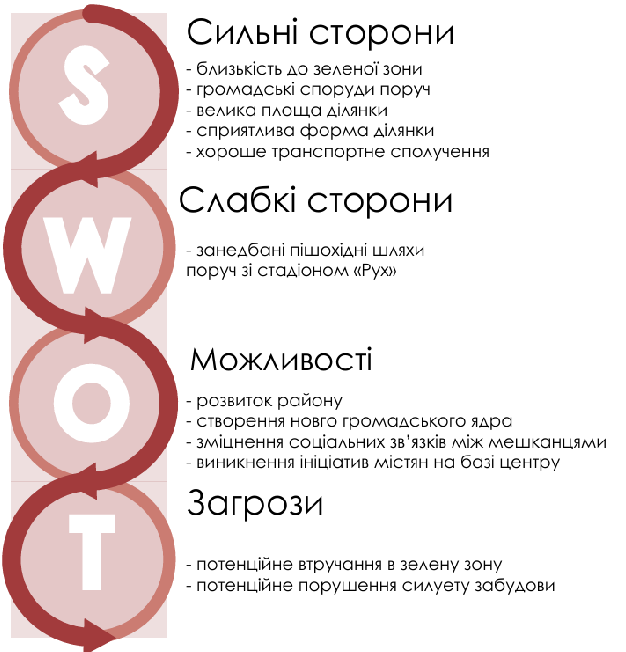 S
Сильні сторони
- близькість до зеленої зони
- громадські споруди поруч
- велика площа ділянки
- сприятлива форма ділянки
- хороше транспортне сполучення
W
Слабкі сторони
- занедбані пішохідні шляхи
поруч зі стадіоном «Рух»
O
Можливості
- розвиток району
- створення новго громадського ядра
- зміцнення соціальних зв’язків між мешканцями
- виникнення ініціатив містян на базі центру
T
Загрози
- потенційне втручання в зелену зону
- потенційне порушення силуету забудови